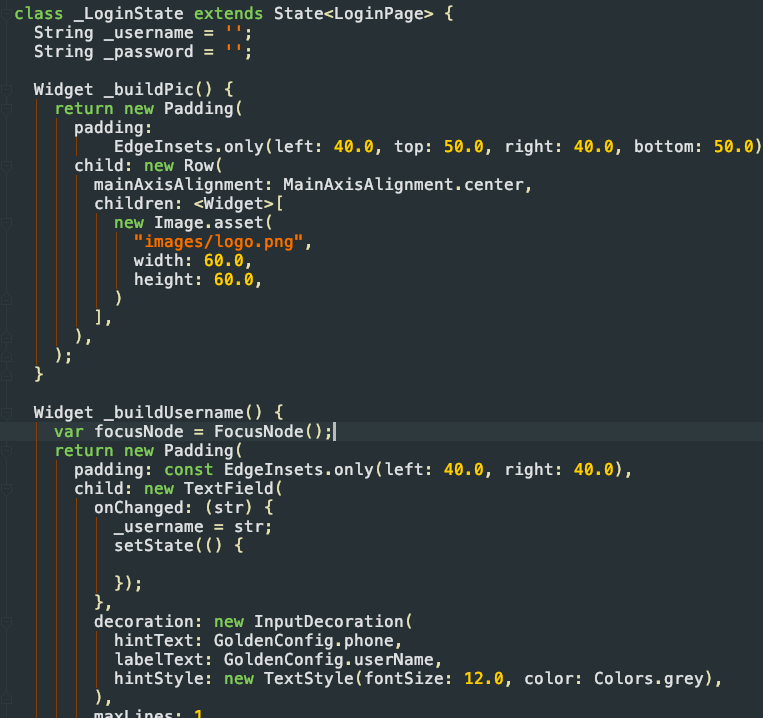 class _LoginState extends State<LoginPage> {
  String _username = '';
  String _password = '';

  Widget _buildPic() {
    return new Padding(
      padding:
          EdgeInsets.only(left: 40.0, top: 50.0, right: 40.0, bottom: 50.0)
      child: new Row(
        mainAxisAlignment: MainAxisAlignment.center,
        children: <Widget>[
          new Image.asset(
            "images/logo.png",
            width: 60.0,
            height: 60.0,
          )
        ],
      ),
    );
  }

  Widget _buildUsername() {
    var focusNode = FocusNode();
    return new Padding(
      padding: const EdgeInsets.only(left: 40.0, right: 40.0),
      child: new TextField(
        onChanged: (str) {
          _username = str;
          setState(() {

          });
        },
        decoration: new InputDecoration(
          hintText: GoldenConfig.phone,
          labelText: GoldenConfig.userName,
          hintStyle: new TextStyle(fontSize: 12.0, color: Colors.grey),
        ),
        maxLines: 1